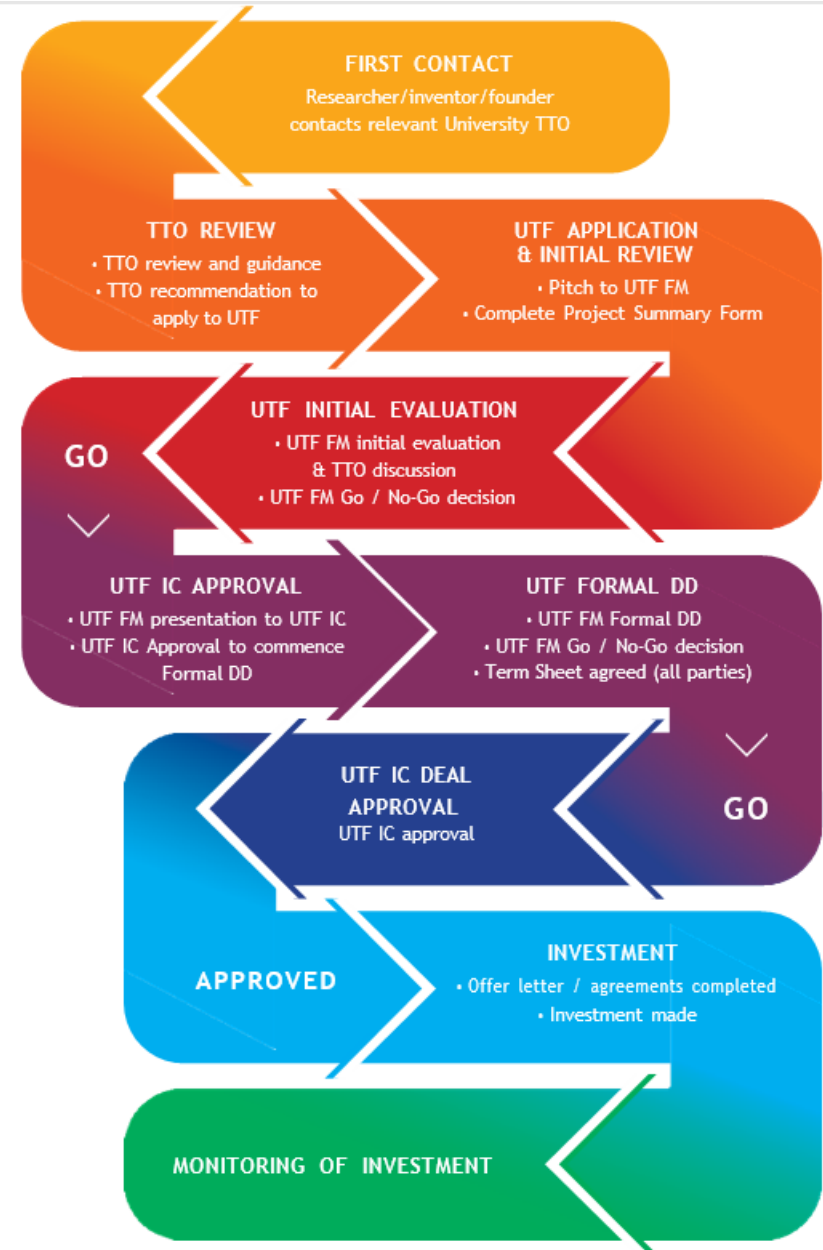 FIRST CONTACT
Researcher/inventor/founder
contacts relevant University TTO
TTO REVIEW
• TTO review and guidance
• TTO recommendation to
apply to UTF
UTF APPLICATION
& INITIAL REVIEW
• Pitch to UTF FM
• Complete Project Summary Form
UTF INITIAL EVALUATION
• UTF FM initial evaluation
& TTO discussion
• UTF FM Go / No-Go decision
GO
UTF IC APPROVAL
• UTF FM presentation to UTF IC
• UTF IC Approval to commence
Formal DD
UTF FORMAL DD
• UTF FM Formal DD
• UTF FM Go / No-Go decision
• Term Sheet agreed (all parties)
GO
UTF IC DEAL
APPROVAL
UTF IC approval
APPROVED
INVESTMENT
• Offer letter / agreements completed
• Investment made
MONITORING OF INVESTMENT